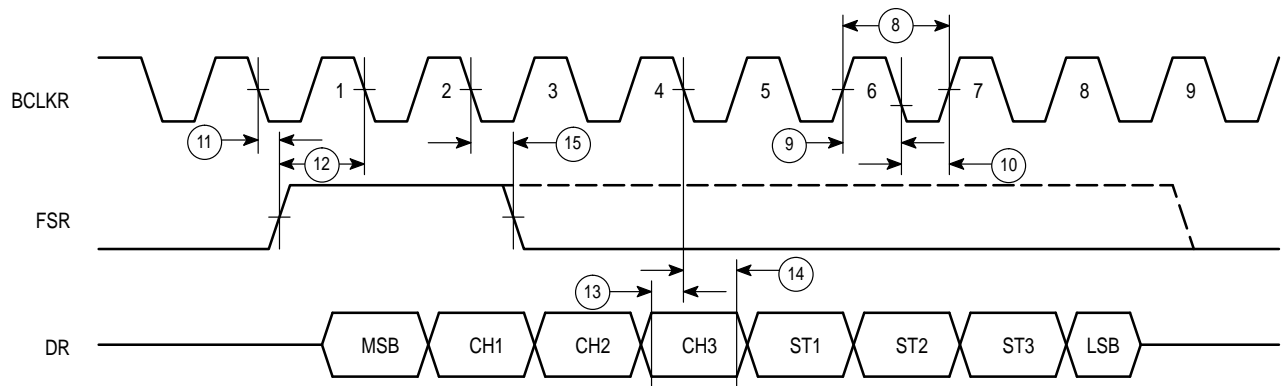 8
BCLKR 1 2 3 4 5 6 7 8 9
11 12 15 9 10
FSR
13 14
DR MSB CH1 CH2 CH3 ST1 ST2 ST3 LSB